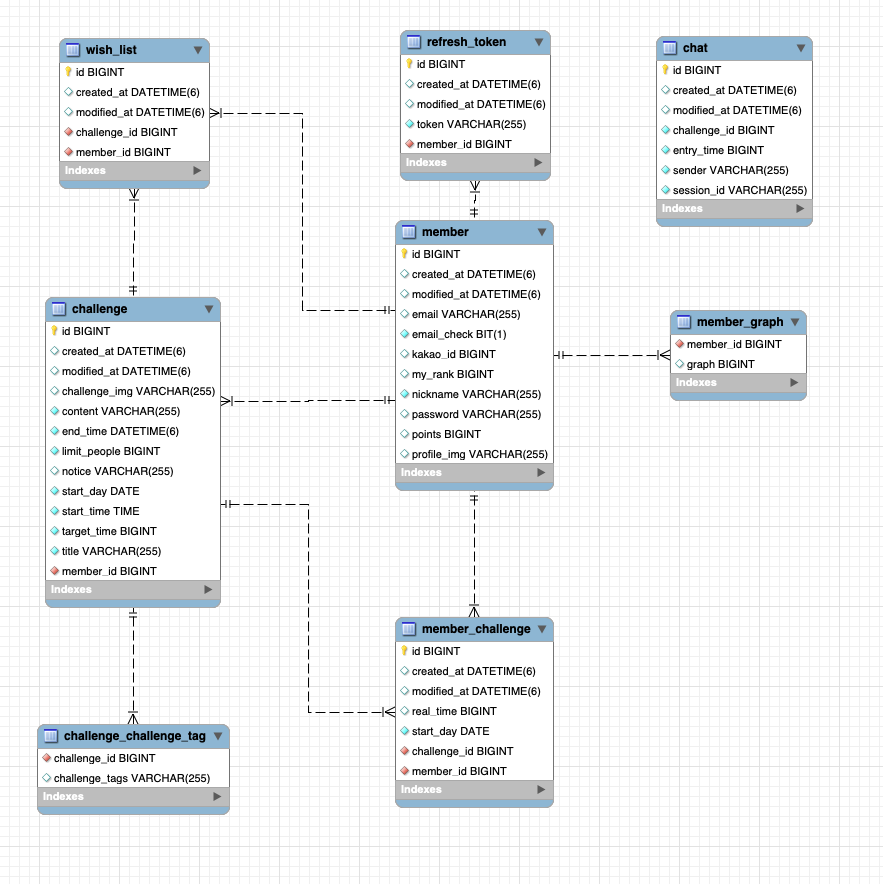 wish_list
id BIGINT
created_at DATETIME(6)
modified_at DATETIME(6)
challenge_id BIGINT
member_id BIGINT
Indexes
refresh_token
id BIGINT
created_at DATETIME(6)
modified_at DATETIME(6)
token VARCHAR(255)
member_id BIGINT
Indexes
chat
id BIGINT
created_at DATETIME(6)
modified_at DATETIME(6)
challenge_id BIGINT
entry_time BIGINT
sender VARCHAR(255)
session_id VARCHAR(255)
Indexes
challenge
id BIGINT
created_at DATETIME(6)
modified_at DATETIME(6)
challenge_img VARCHAR(255)
content VARCHAR(255)
end_time DATETIME(6)
limit_people BIGINT
notice VARCHAR(255)
start_day DATE
start_time TIME
target_time BIGINT
title VARCHAR(255)
member_id BIGINT
Indexes
member
id BIGINT
created_at DATETIME(6)
modified_at DATETIME(6)
email VARCHAR(255)
email_check BIT(1)
kakao_id BIGINT
my_rank BIGINT
nickname VARCHAR(255)
password VARCHAR(255)
points BIGINT
profile_img VARCHAR(255)
Indexes
member_graph
member_id BIGINT
graph BIGINT
Indexes
challenge_challenge_tag
challenge_id BIGINT
challenge_tags VARCHAR(255)
Indexes
member_challenge
id BIGINT
created_at DATETIME(6)
modified_at DATETIME(6)
real_time BIGINT
start_day DATE
challenge_id BIGINT
member_id BIGINT
Indexes